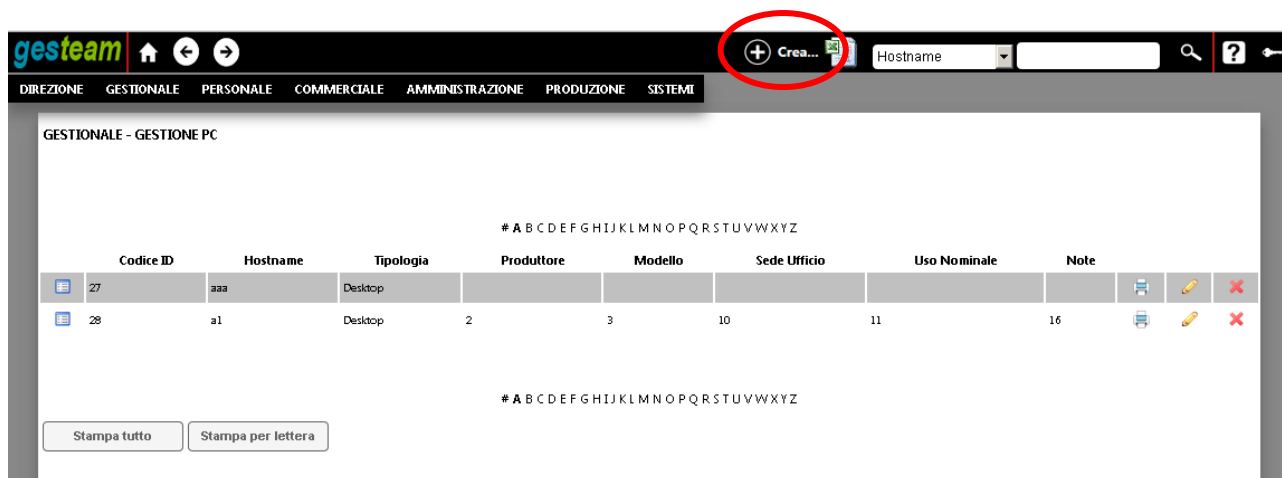 gesteam Crea... Hostname ?
DIREZIONE GESTIONALE PERSONALE COMMERCIALE AMMINISTRAZIONE PRODUZIONE SISTEMI
GESTIONALE - GESTIONE PC
# A B C D E F G H I J K L M N O P Q R S T U V W X Y Z
Codice ID Hostname Tipologia Produttore Modello Sede Ufficio Uso Nominale Note
27 aaa Desktop
28 a1 Desktop 2 3 10 11 16
# A B C D E F G H I J K L M N O P Q R S T U V W X Y Z
Stampa tutto Stampa per lettera